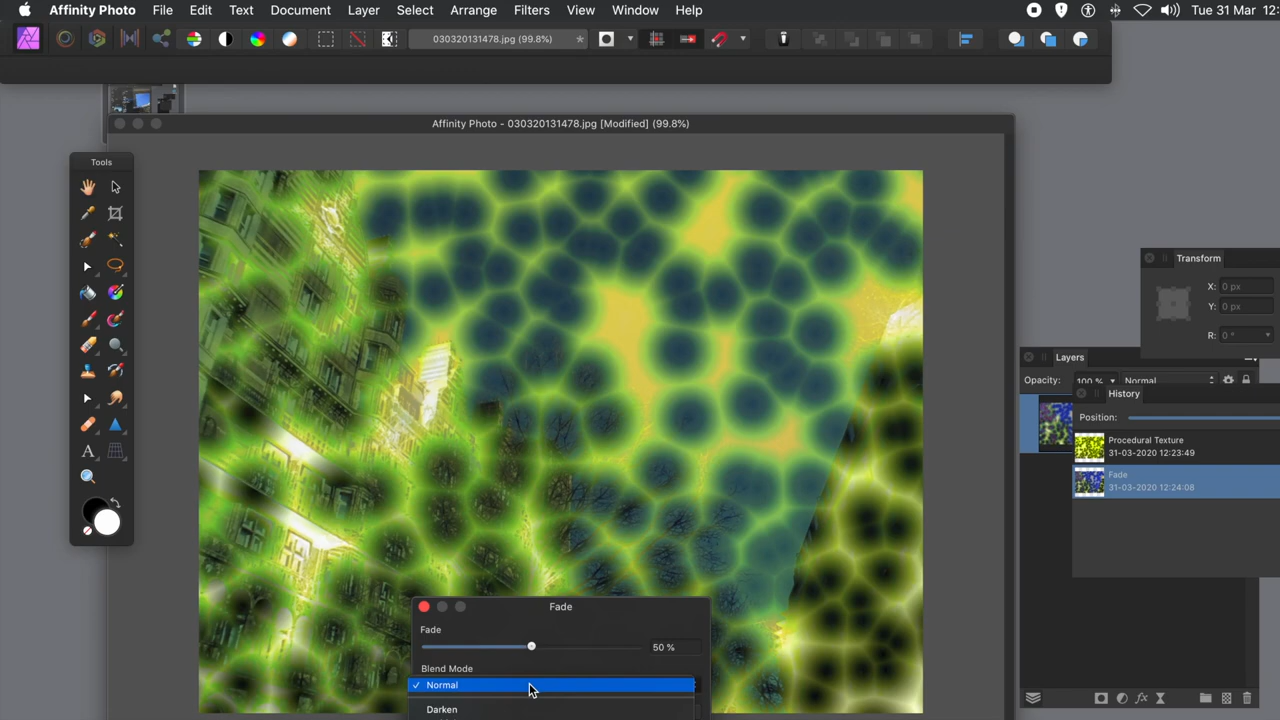 Affinity Photo File Edit Text Document Layer Select Arrange Filters View Window Help Tue 31 Mar 12:
030320131478.jpg (99.8%) *
Affinity Photo - 030320131478.jpg [Modified] (99.8%)
Tools
Transform
X: 0 px
Y: 0 px
R: 0 °
Layers
Opacity: 100 % Normal
History
Position:
Procedural Texture
31-03-2020 12:23:49
Fade
31-03-2020 12:24:08
Fade
Fade
50 %
Blend Mode
✓ Normal
Darken